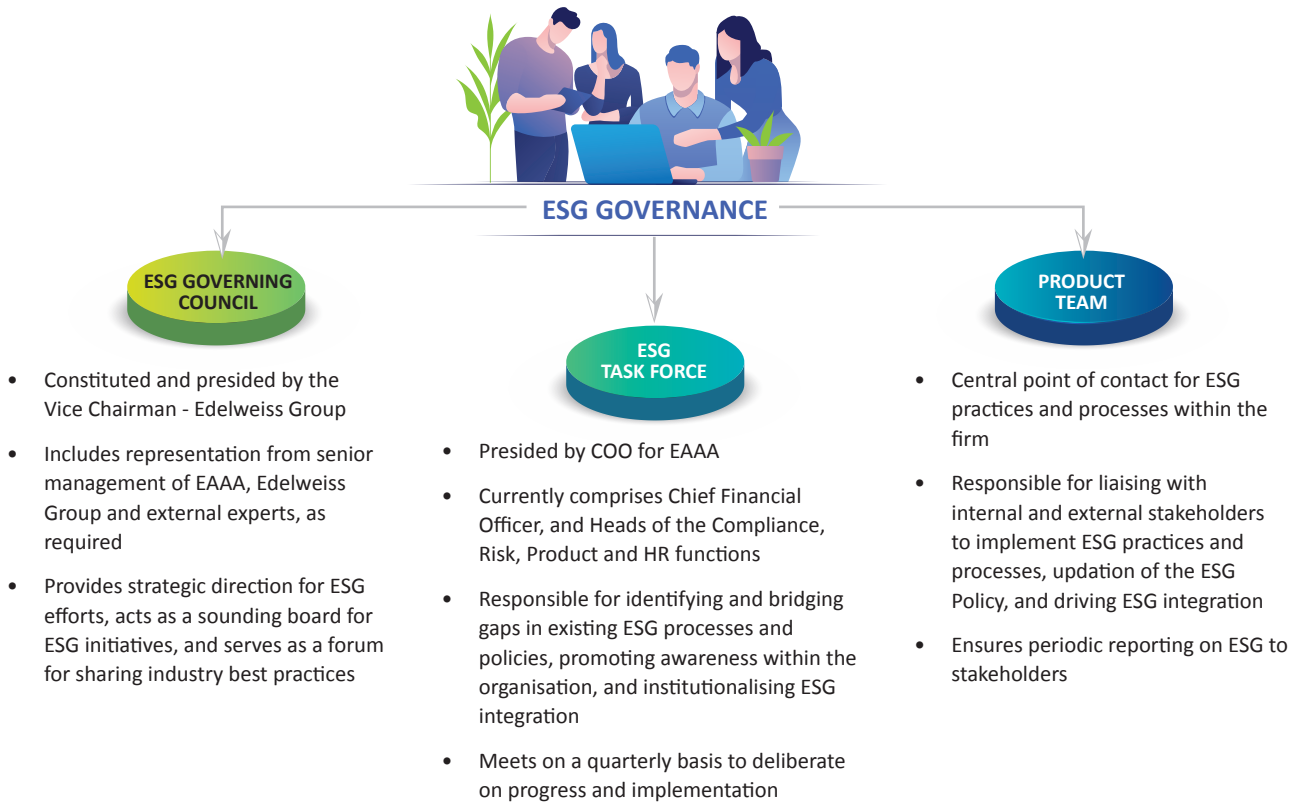 ESG GOVERNANCE
ESG GOVERNING
COUNCIL
• Constituted and presided by the
Vice Chairman - Edelweiss Group
• Includes representation from senior
management of EAAA, Edelweiss
Group and external experts, as
required
• Provides strategic direction for ESG
efforts, acts as a sounding board for
ESG initiatives, and serves as a forum
for sharing industry best practices
ESG
TASK FORCE
• Presided by COO for EAAA
• Currently comprises Chief Financial
Officer, and Heads of the Compliance,
Risk, Product and HR functions
• Responsible for identifying and bridging
gaps in existing ESG processes and
policies, promoting awareness within the
organisation, and institutionalising ESG
integration
• Meets on a quarterly basis to deliberate
on progress and implementation
PRODUCT
TEAM
• Central point of contact for ESG
practices and processes within the
firm
• Responsible for liaising with
internal and external stakeholders
to implement ESG practices and
processes, updation of the ESG
Policy, and driving ESG integration
• Ensures periodic reporting on ESG to
stakeholders